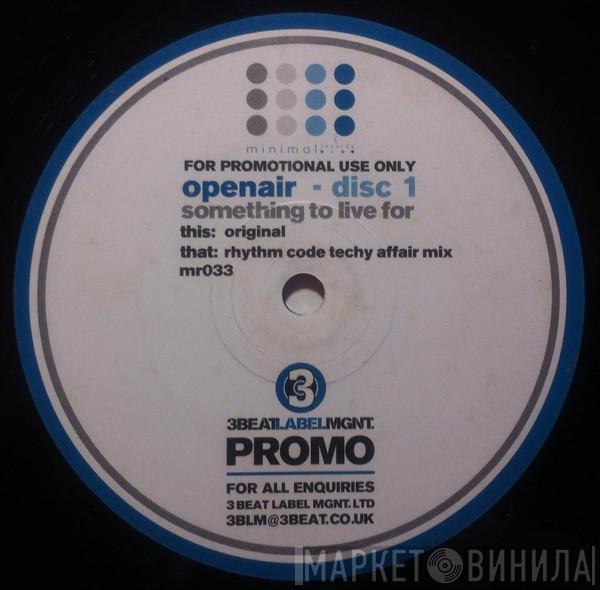 minimal records
FOR PROMOTIONAL USE ONLY
openair - disc 1
something to live for
this: original
that: rhythm code techy affair mix
mr033
3
3BEATLABELMGNT.
PROMO
FOR ALL ENQUIRIES
3 BEAT LABEL MGNT. LTD
3BLM@3BEAT.CO.UK
МАРКЕТ ВИНИЛА